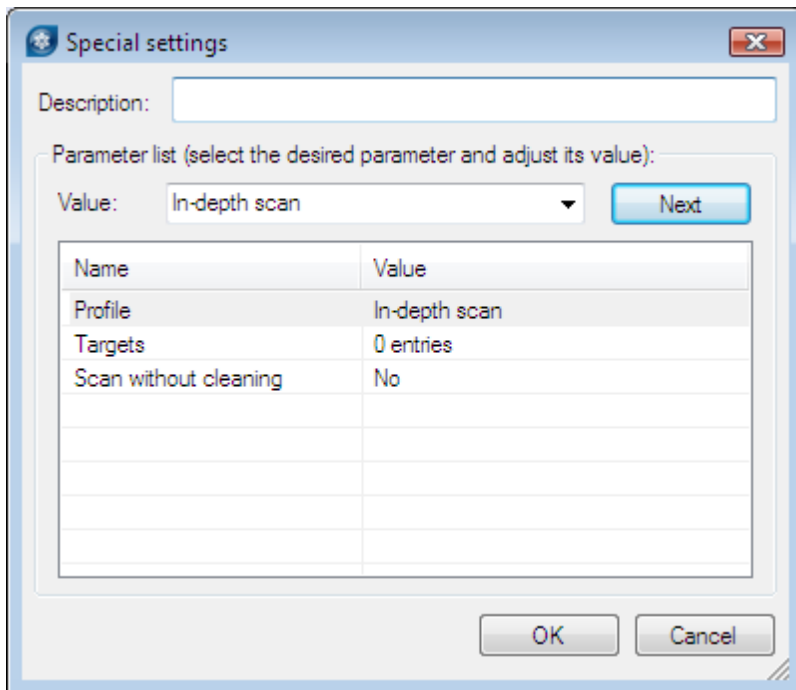 Special settings
Description:
Parameter list (select the desired parameter and adjust its value):
Value: In-depth scan Next
Name Value
Profile In-depth scan
Targets 0 entries
Scan without cleaning No
OK Cancel